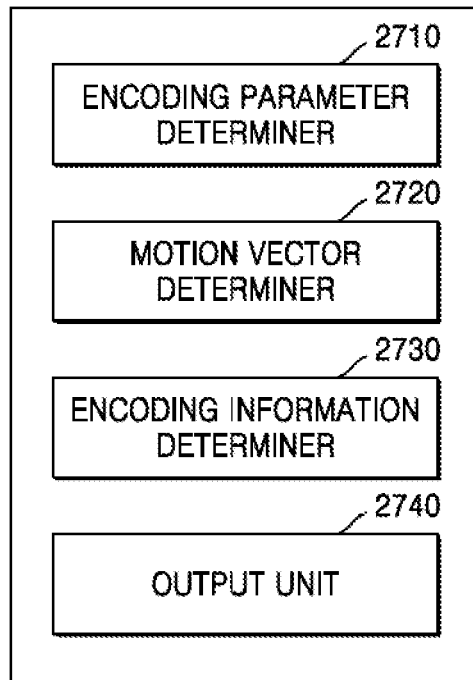 2710
ENCODING PARAMETER
DETERMINER
2720
MOTION VECTOR
DETERMINER
2730
ENCODING INFORMATION
DETERMINER
2740
OUTPUT UNIT